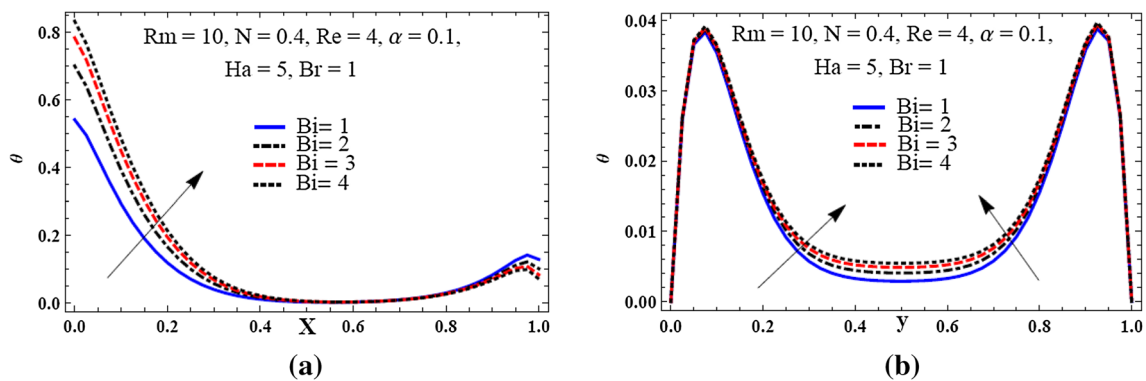 Rm = 10, N = 0.4, Re = 4, α = 0.1,
Ha = 5, Br = 1
Bi= 1
Bi= 2
Bi = 3
Bi= 4
θ
0.8
0.6
0.4
0.2
0.0
0.0 0.2 0.4 0.6 0.8 1.0
X
(a)
Rm = 10, N = 0.4, Re = 4, α = 0.1,
Ha = 5, Br = 1
Bi= 1
Bi= 2
Bi = 3
Bi= 4
θ
0.04
0.03
0.02
0.01
0.00
0.0 0.2 0.4 0.6 0.8 1.0
y
(b)